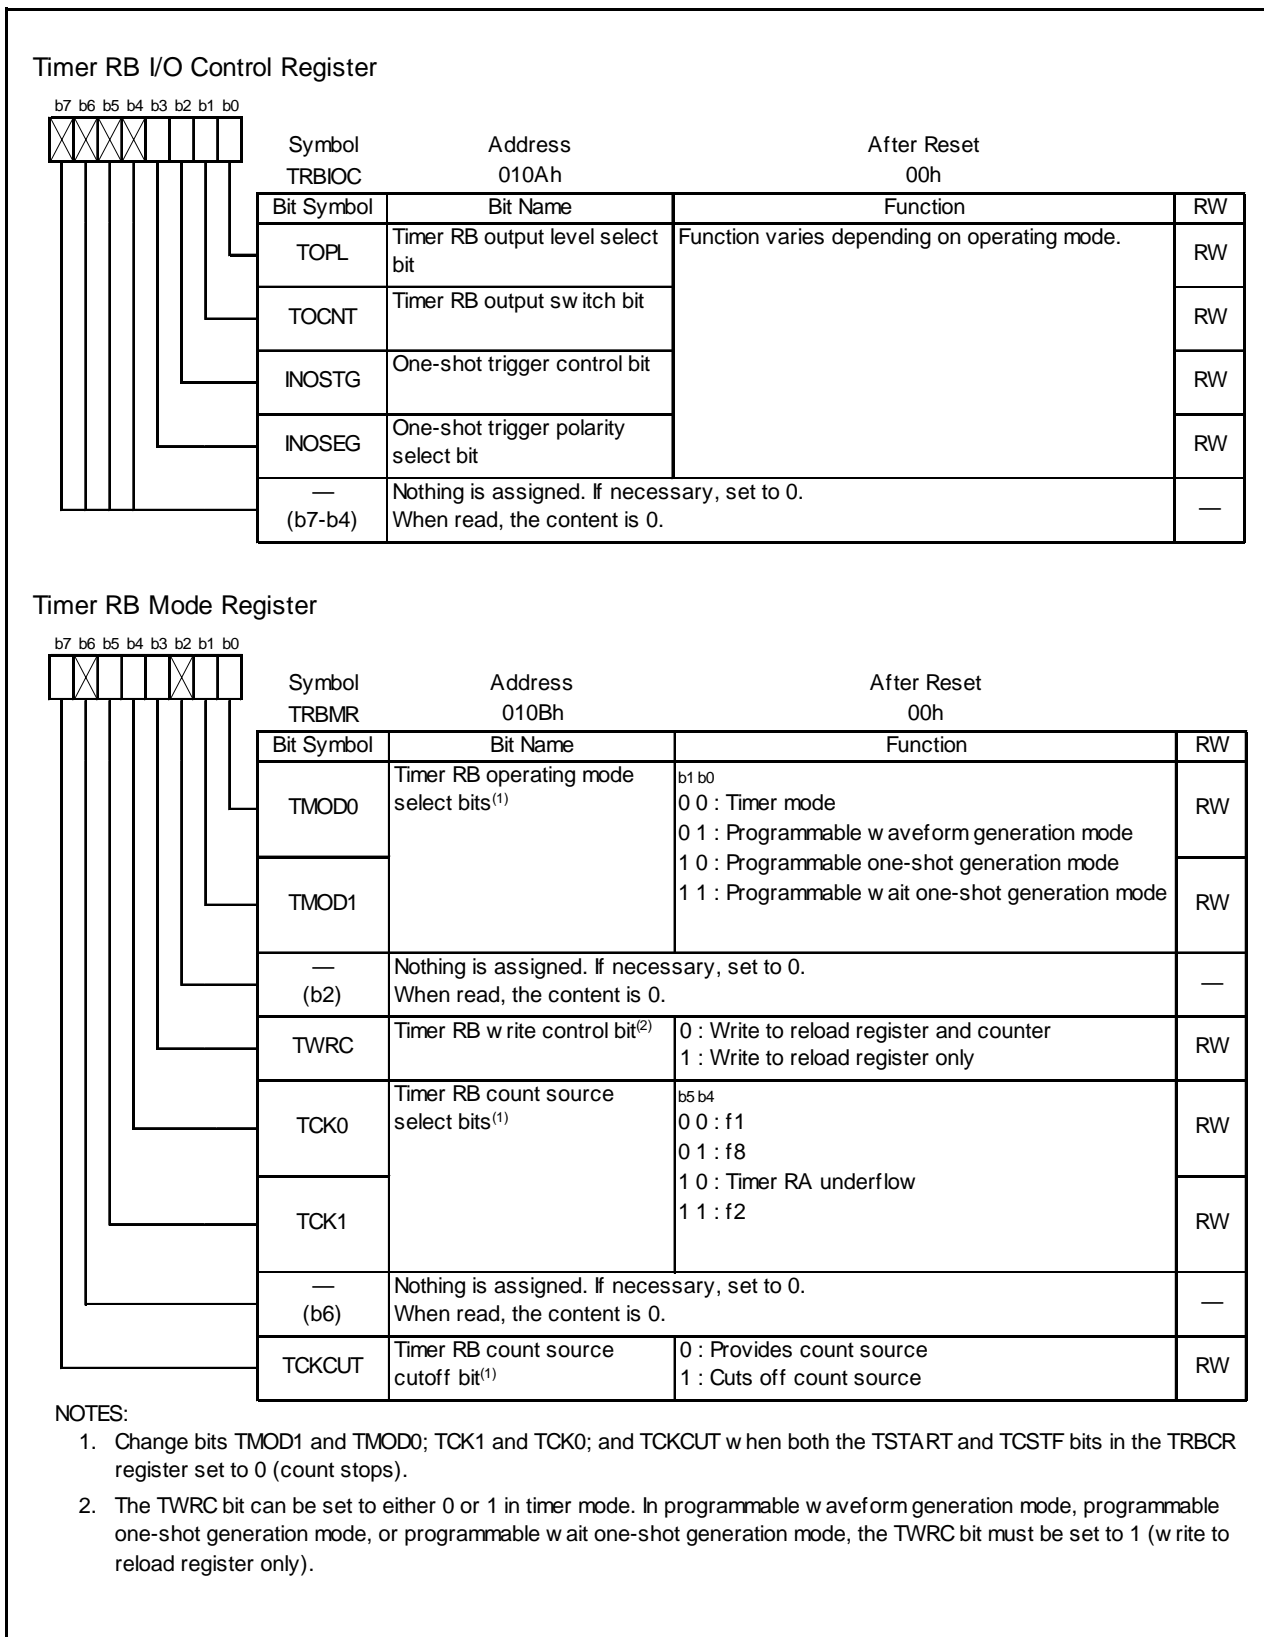 Timer RB I/O Control Register
b7 b6 b5 b4 b3 b2 b1 b0
Symbol Address After Reset
TRBIOC 010Ah 00h
Bit Symbol Bit Name Function RW
TOPL Timer RB output level select bit Function varies depending on operating mode. RW
TOCNT Timer RB output switch bit RW
INOSTG One-shot trigger control bit RW
INOSEG One-shot trigger polarity select bit RW
— (b7-b4) Nothing is assigned. If necessary, set to 0.
When read, the content is 0. —
Timer RB Mode Register
b7 b6 b5 b4 b3 b2 b1 b0
Symbol Address After Reset
TRBMR 010Bh 00h
Bit Symbol Bit Name Function RW
TMOD0 Timer RB operating mode select bits(1) b1 b0 RW
0 0 : Timer mode
0 1 : Programmable waveform generation mode
1 0 : Programmable one-shot generation mode
TMOD1 1 1 : Programmable wait one-shot generation mode RW
— (b2) Nothing is assigned. If necessary, set to 0.
When read, the content is 0. —
TWRC Timer RB write control bit(2) 0 : Write to reload register and counter RW
1 : Write to reload register only
TCK0 Timer RB count source select bits(1) b5 b4 RW
0 0 : f1
0 1 : f8
1 0 : Timer RA underflow
TCK1 1 1 : f2 RW
— (b6) Nothing is assigned. If necessary, set to 0.
When read, the content is 0. —
TCKCUT Timer RB count source cutoff bit(1) 0 : Provides count source RW
1 : Cuts off count source
NOTES:
1. Change bits TMOD1 and TMOD0; TCK1 and TCK0; and TCKCUT when both the TSTART and TCSTF bits in the TRBCR
register set to 0 (count stops).
2. The TWRC bit can be set to either 0 or 1 in timer mode. In programmable waveform generation mode, programmable
one-shot generation mode, or programmable wait one-shot generation mode, the TWRC bit must be set to 1 (write to
reload register only).